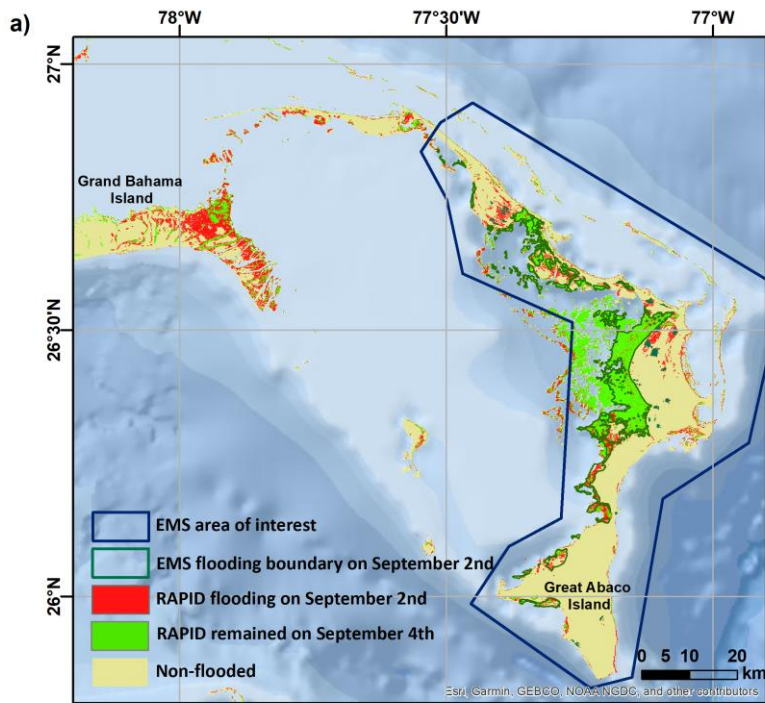 a)
78°W
77°30'W
77°W
27°N
Grand Bahama
Island
26°30'N
EMS area of interest
EMS flooding boundary on September 2nd
RAPID flooding on September 2nd
26°N
Great Abaco
Island
RAPID remained on September 4th
Non-flooded
0 5 10 20
km
Esri, Garmin, GEBCO, NOAA NGDC, and other contributors